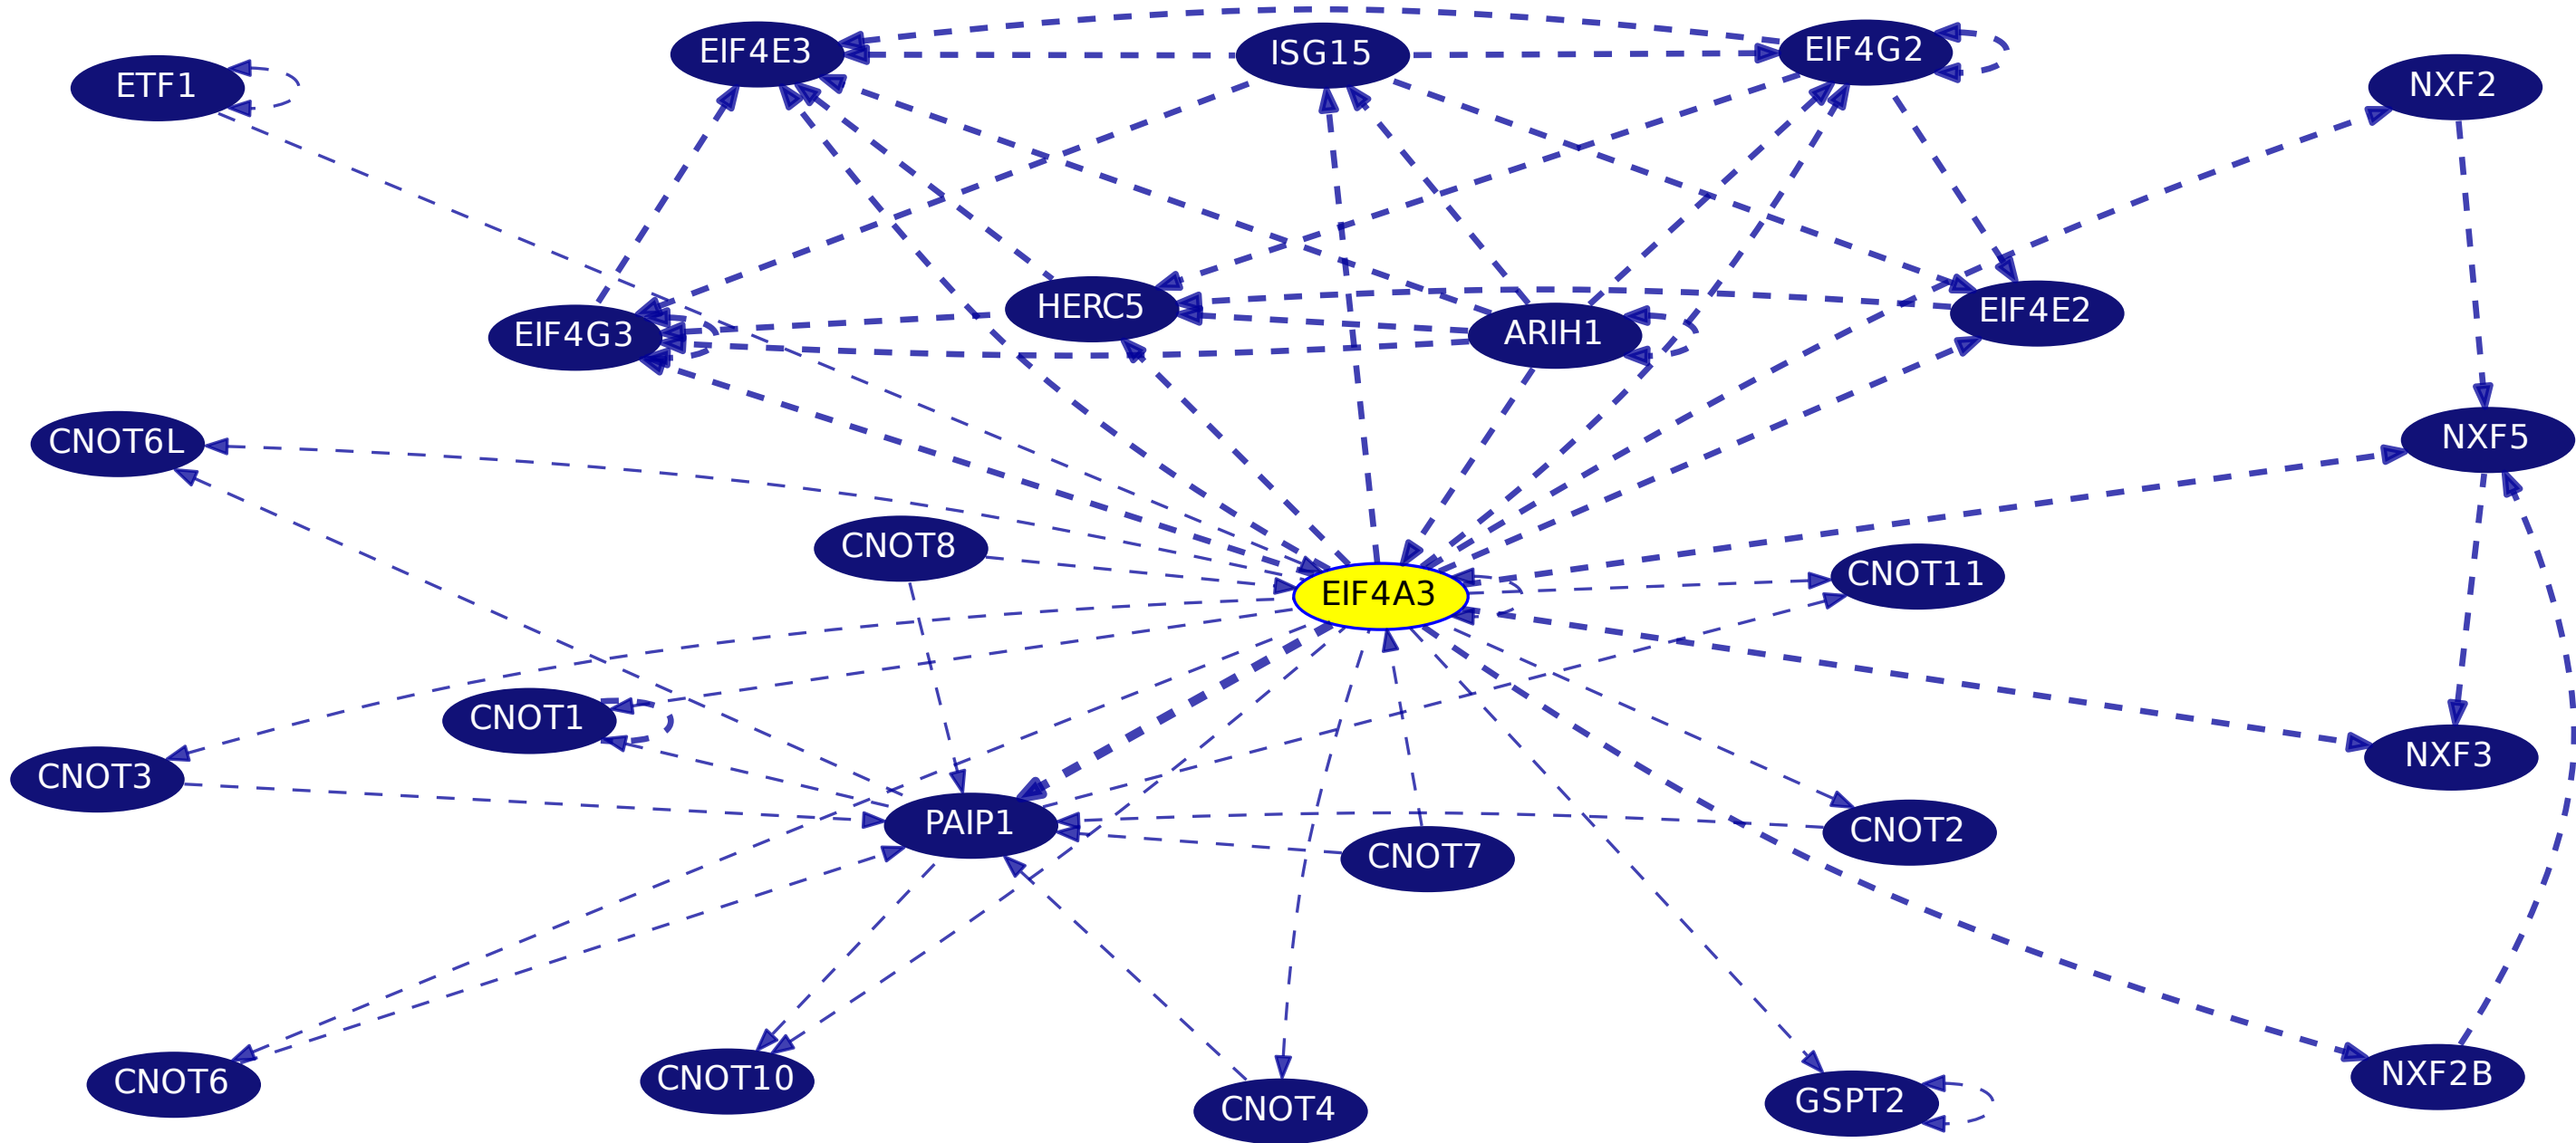 EIF4E3
ISG15
EIF4G2
ETF1
NXF2
HERC5
EIF4E2
EIF4G3
ARIH1
CNOT6L
NXF5
CNOT8
CNOT11
EIF4A3
CNOT1
CNOT3
NXF3
PAIP1
CNOT2
CNOT7
CNOT6
CNOT10
NXF2B
CNOT4
GSPT2